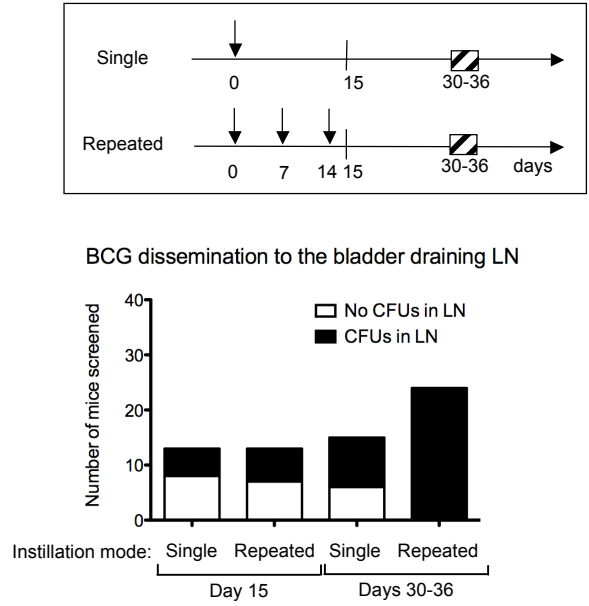 Single
0 15 30-36
Repeated
0 7 14 15 30-36 days
BCG dissemination to the bladder draining LN
Number of mice screened
40
30
20
10
0
No CFUs in LN
CFUs in LN
Instillation mode: Single Repeated Single Repeated
Day 15 Days 30-36